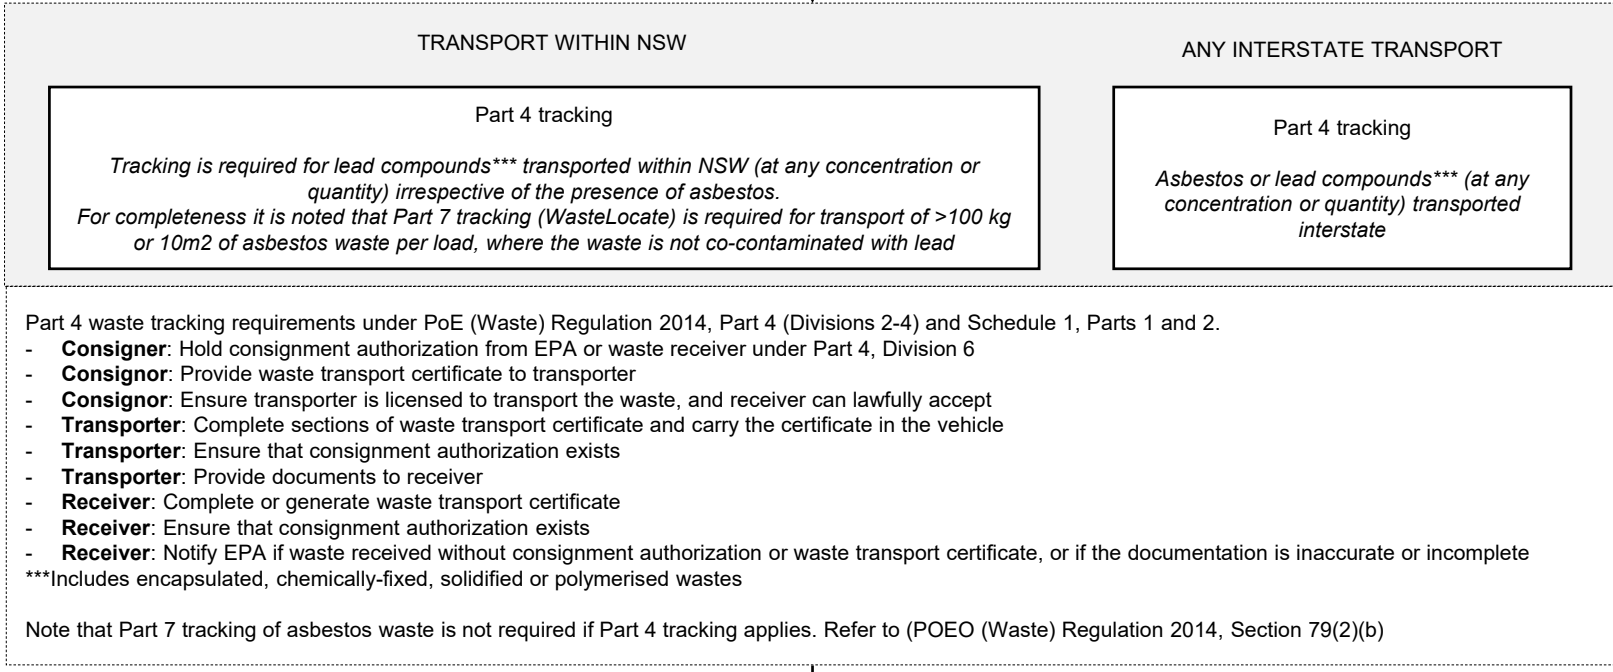 TRANSPORT WITHIN NSW
Part 4 tracking
Tracking is required for lead compounds*** transported within NSW (at any concentration or
quantity) irrespective of the presence of asbestos.
For completeness it is noted that Part 7 tracking (WasteLocate) is required for transport of >100 kg
or 10m2 of asbestos waste per load, where the waste is not co-contaminated with lead
ANY INTERSTATE TRANSPORT
Part 4 tracking
Asbestos or lead compounds*** (at any
concentration or quantity) transported
interstate
Part 4 waste tracking requirements under PoE (Waste) Regulation 2014, Part 4 (Divisions 2-4) and Schedule 1, Parts 1 and 2.
- Consigner: Hold consignment authorization from EPA or waste receiver under Part 4, Division 6
- Consignor: Provide waste transport certificate to transporter
- Consignor: Ensure transporter is licensed to transport the waste, and receiver can lawfully accept
- Transporter: Complete sections of waste transport certificate and carry the certificate in the vehicle
- Transporter: Ensure that consignment authorization exists
- Transporter: Provide documents to receiver
- Receiver: Complete or generate waste transport certificate
- Receiver: Ensure that consignment authorization exists
- Receiver: Notify EPA if waste received without consignment authorization or waste transport certificate, or if the documentation is inaccurate or incomplete
***Includes encapsulated, chemically-fixed, solidified or polymerised wastes
Note that Part 7 tracking of asbestos waste is not required if Part 4 tracking applies. Refer to (POEO (Waste) Regulation 2014, Section 79(2)(b)